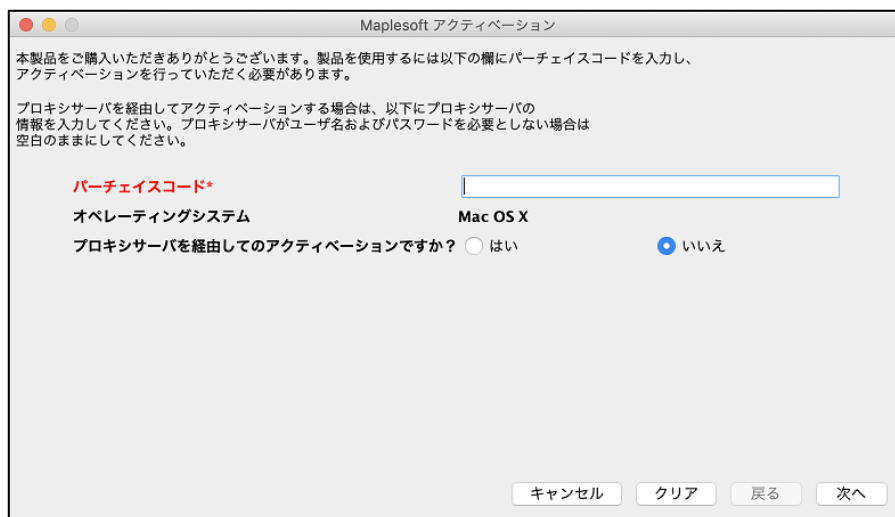 Maplesoft アクティベーション
本製品をご購入いただきありがとうございます。製品を使用するには以下の欄にパーチェイスコードを入力し、
アクティベーションを行っていただく必要があります。
プロキシサーバを経由してアクティベーションする場合は、以下にプロキシサーバの
情報を入力してください。プロキシサーバがユーザ名およびパスワードを必要としない場合は
空白のままにしてください。
パーチェイスコード*
オペレーティングシステム Mac OS X
プロキシサーバを経由してのアクティベーションですか？ はい いいえ
キャンセル クリア 戻る 次へ